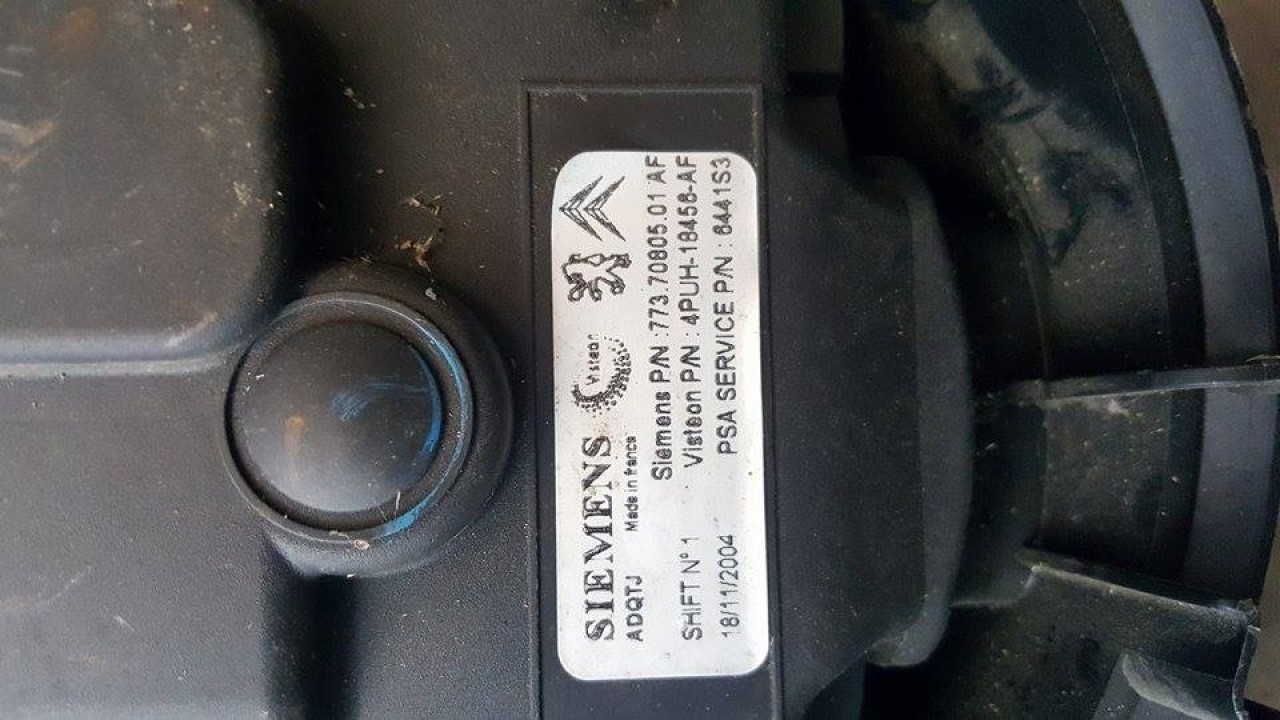 SIEMENS Visteon
ADQTJ Made in france
Siemens P/N :773.70805.01 AF
SHIFT N° 1 Visteon P/N : 4PUH-18456-AF
18/11/2004 PSA SERVICE P/N : 6441S3